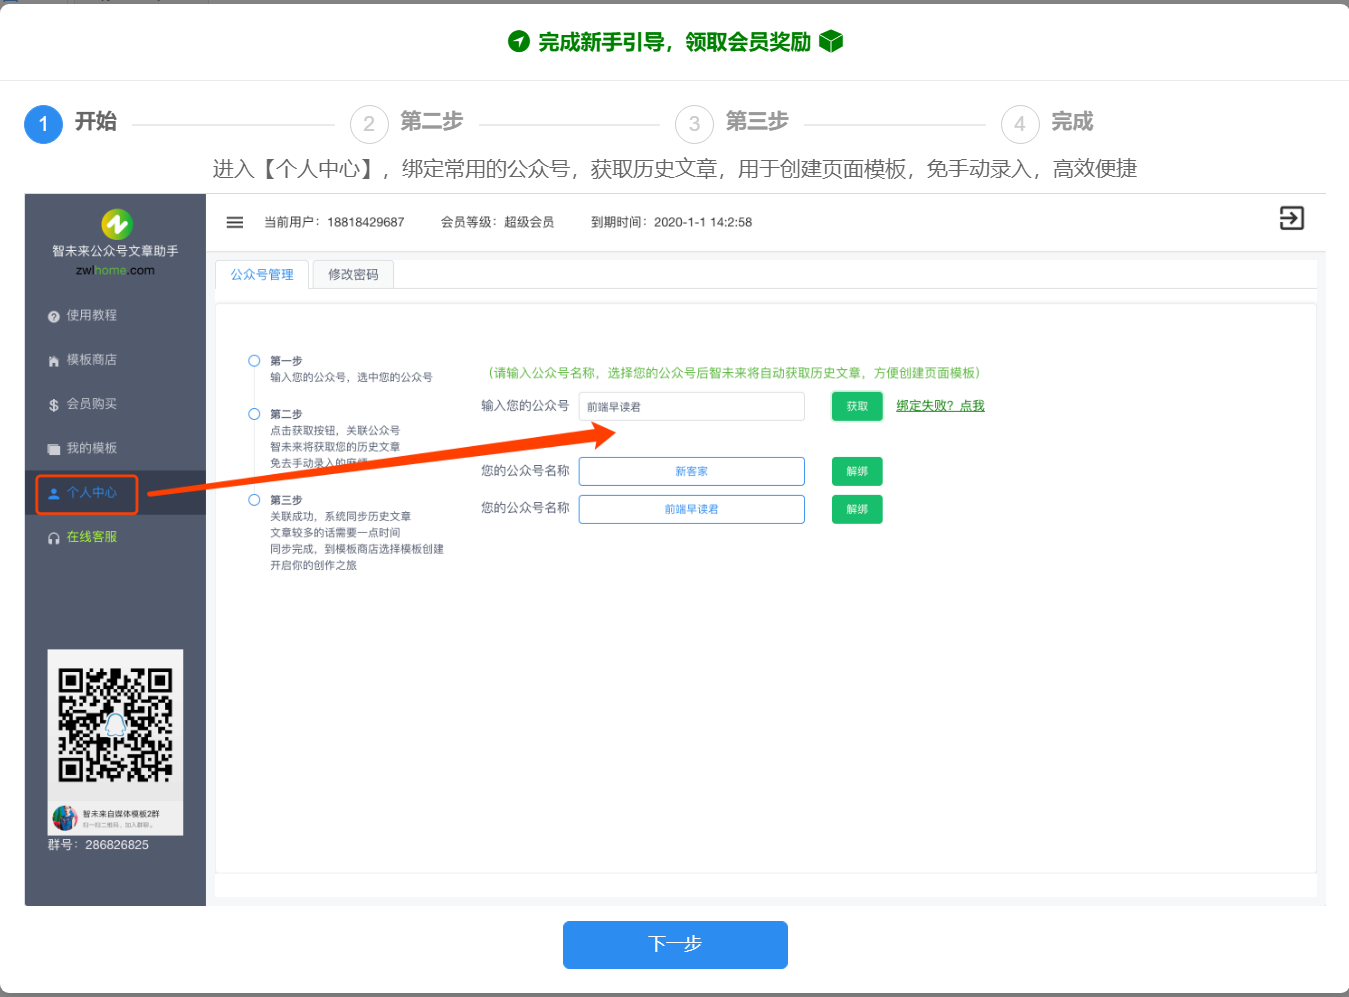 完成新手引导，领取会员奖励
1 开始
2 第二步
3 第三步
4 完成
进入【个人中心】，绑定常用的公众号，获取历史文章，用于创建页面模板，免手动录入，高效便捷
智未来公众号文章助手
zwlhome.com
当前用户：18818429687
会员等级：超级会员
到期时间：2020-1-1 14:2:58
公众号管理
修改密码
使用教程
模板商店
会员购买
我的模板
个人中心
在线客服
第一步
输入您的公众号，选中您的公众号
第二步
点击获取按钮，关联公众号
智未来将获取您的历史文章
免去手动录入的麻烦
第三步
关联成功，系统同步历史文章
文章较多的话需要一点时间
同步完成，到模板商店选择模板创建
开启你的创作之旅
（请输入公众号名称，选择您的公众号后智未来将自动获取历史文章，方便创建页面模板）
输入您的公众号 前端早读君 获取 绑定失败？点我
您的公众号名称 新客家 解绑
您的公众号名称 前端早读君 解绑
智未来自媒体模板2群
扫一扫二维码，加入群聊。
群号：286826825
下一步